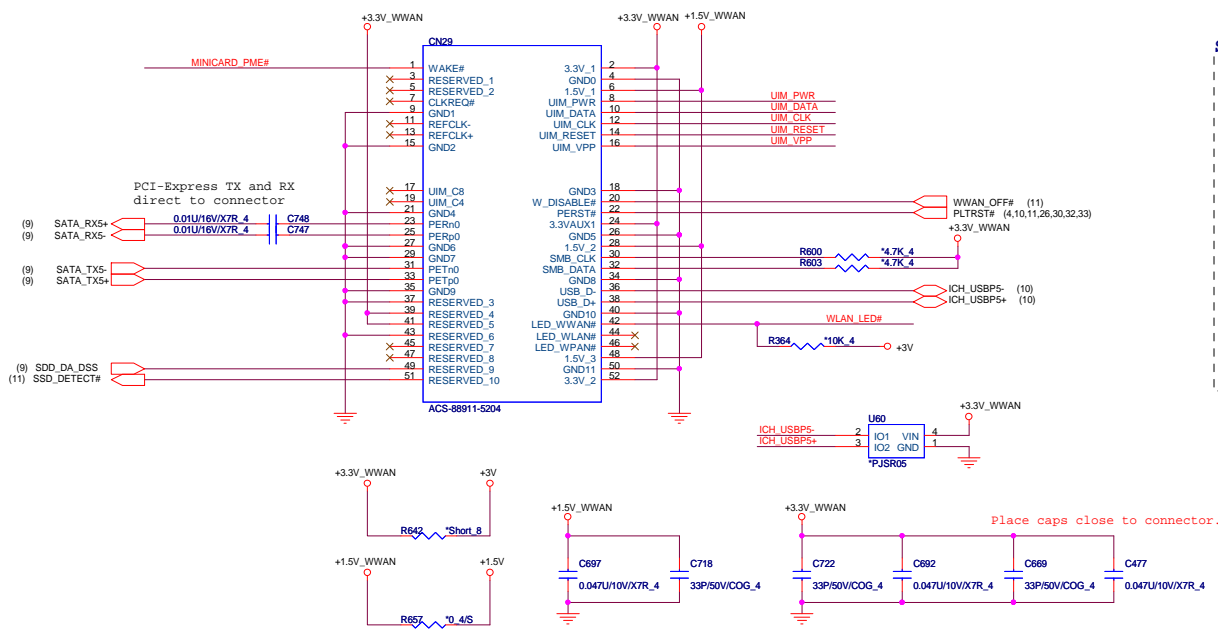 +3.3V_WWAN
+3.3V_WWAN
+1.5V_WWAN
CN29
MINICARD_PME#
1 WAKE#
3 RESERVED_1
5 RESERVED_2
7 CLKREQ#
9 GND1
11 REFCLK-
13 REFCLK+
15 GND2
17 UIM_C8
19 UIM_C4
21 GND4
23 PERn0
25 PERp0
27 GND6
29 GND7
31 PETn0
33 PETp0
35 GND9
37 RESERVED_3
39 RESERVED_4
41 RESERVED_5
43 RESERVED_6
45 RESERVED_7
47 RESERVED_8
49 RESERVED_9
51 RESERVED_10
3.3V_1 2
GND0 4
1.5V_1 6
UIM_PWR 8 UIM_PWR
UIM_DATA 10 UIM_DATA
UIM_CLK 12 UIM_CLK
UIM_RESET 14 UIM_RESET
UIM_VPP 16 UIM_VPP
GND3 18
W_DISABLE# 20 WWAN_OFF# (11)
PERST# 22 PLTRST# (4,10,11,26,30,32,33)
3.3VAUX1 24
GND5 26
1.5V_2 28
SMB_CLK 30
SMB_DATA 32
GND8 34
USB_D- 36 ICH_USBP5- (10)
USB_D+ 38 ICH_USBP5+ (10)
GND10 40
LED_WWAN# 42 WLAN_LED#
LED_WLAN# 44
LED_WPAN# 46
1.5V_3 48
GND11 50
3.3V_2 52
ACS-88911-5204
PCI-Express TX and RX
direct to connector
(9) SATA_RX5+ 0.01U/16V/X7R_4 C748
(9) SATA_RX5- 0.01U/16V/X7R_4 C747
(9) SATA_TX5-
(9) SATA_TX5+
(9) SDD_DA_DSS
(11) SSD_DETECT#
+3.3V_WWAN
R600 *4.7K_4
R603 *4.7K_4
R364 *10K_4 +3V
U60
+3.3V_WWAN
ICH_USBP5- 2 IO1 VIN 4
ICH_USBP5+ 3 IO2 GND 1
*PJSR05
+3.3V_WWAN +3V
R642 *Short_8
+1.5V_WWAN +1.5V
R657 *0_4/S
+1.5V_WWAN
C697 0.047U/10V/X7R_4
C718 33P/50V/COG_4
+3.3V_WWAN
Place caps close to connector.
C722 33P/50V/COG_4
C692 0.047U/10V/X7R_4
C669 33P/50V/COG_4
C477 0.047U/10V/X7R_4